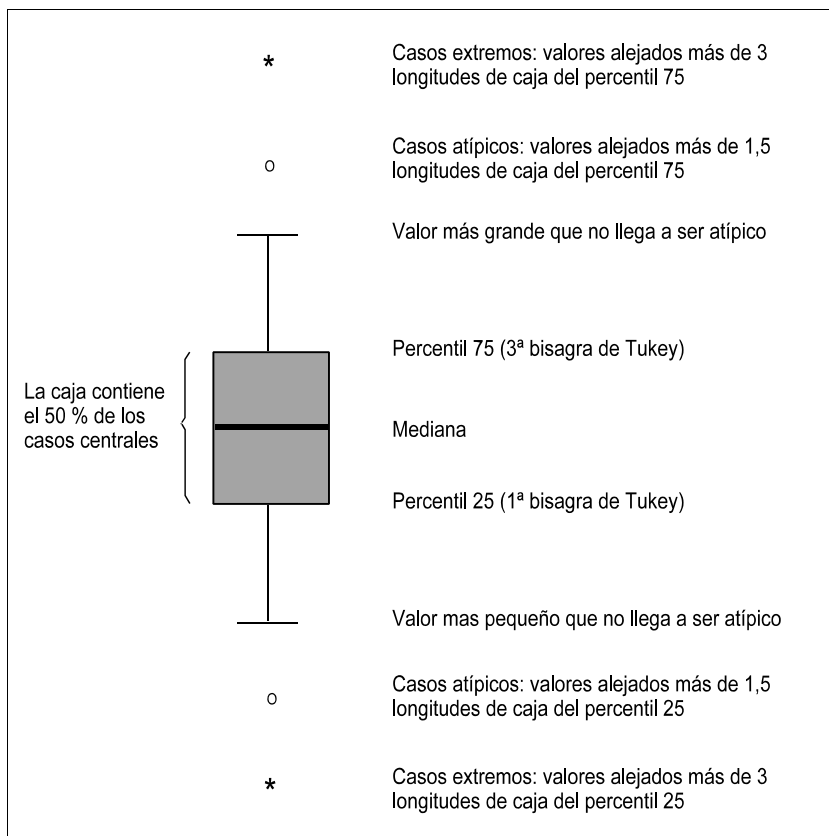 *
Casos extremos: valores alejados más de 3
longitudes de caja del percentil 75
o
Casos atípicos: valores alejados más de 1,5
longitudes de caja del percentil 75
Valor más grande que no llega a ser atípico
Percentil 75 (3ª bisagra de Tukey)
La caja contiene
el 50 % de los
casos centrales
Mediana
Percentil 25 (1ª bisagra de Tukey)
Valor mas pequeño que no llega a ser atípico
o
Casos atípicos: valores alejados más de 1,5
longitudes de caja del percentil 25
*
Casos extremos: valores alejados más de 3
longitudes de caja del percentil 25